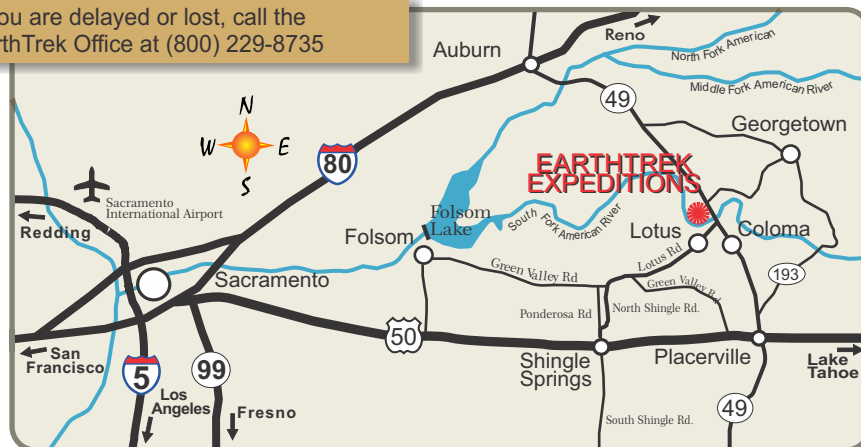 ou are delayed or lost, call the
rthTrek Office at (800) 229-8735
Reno
Auburn
North Fork American
Middle Fork American River
49
Georgetown
N
W E
S
80
EARTHTREK
EXPEDITIONS
Sacramento
International Airport
Redding
Folsom
Lake
Folsom
South Fork American River
Lotus
Coloma
Lotus Rd
Green Valley Rd
Green Valley Rd
193
Sacramento
Ponderosa Rd
North Shingle Rd.
50
San
Francisco
5
99
Shingle
Springs
Placerville
Lake
Tahoe
Los
Angeles
Fresno
49
South Shingle Rd.